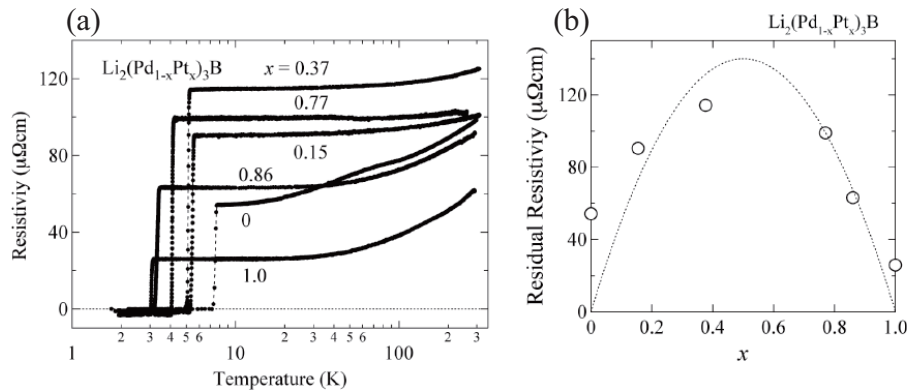 (a)
Li2(Pd1-xPtx)3B
x = 0.37
0.77
0.15
0.86
0
1.0
Resistiviy (μΩcm)
120
80
40
0
1 2 3 4 5 6 10 2 3 4 5 6 100 2 3
Temperature (K)
(b)
Li2(Pd1-xPtx)3B
Residual Resistiviy (μΩcm)
160
120
80
40
0
0 0.2 0.4 0.6 0.8 1.0
x